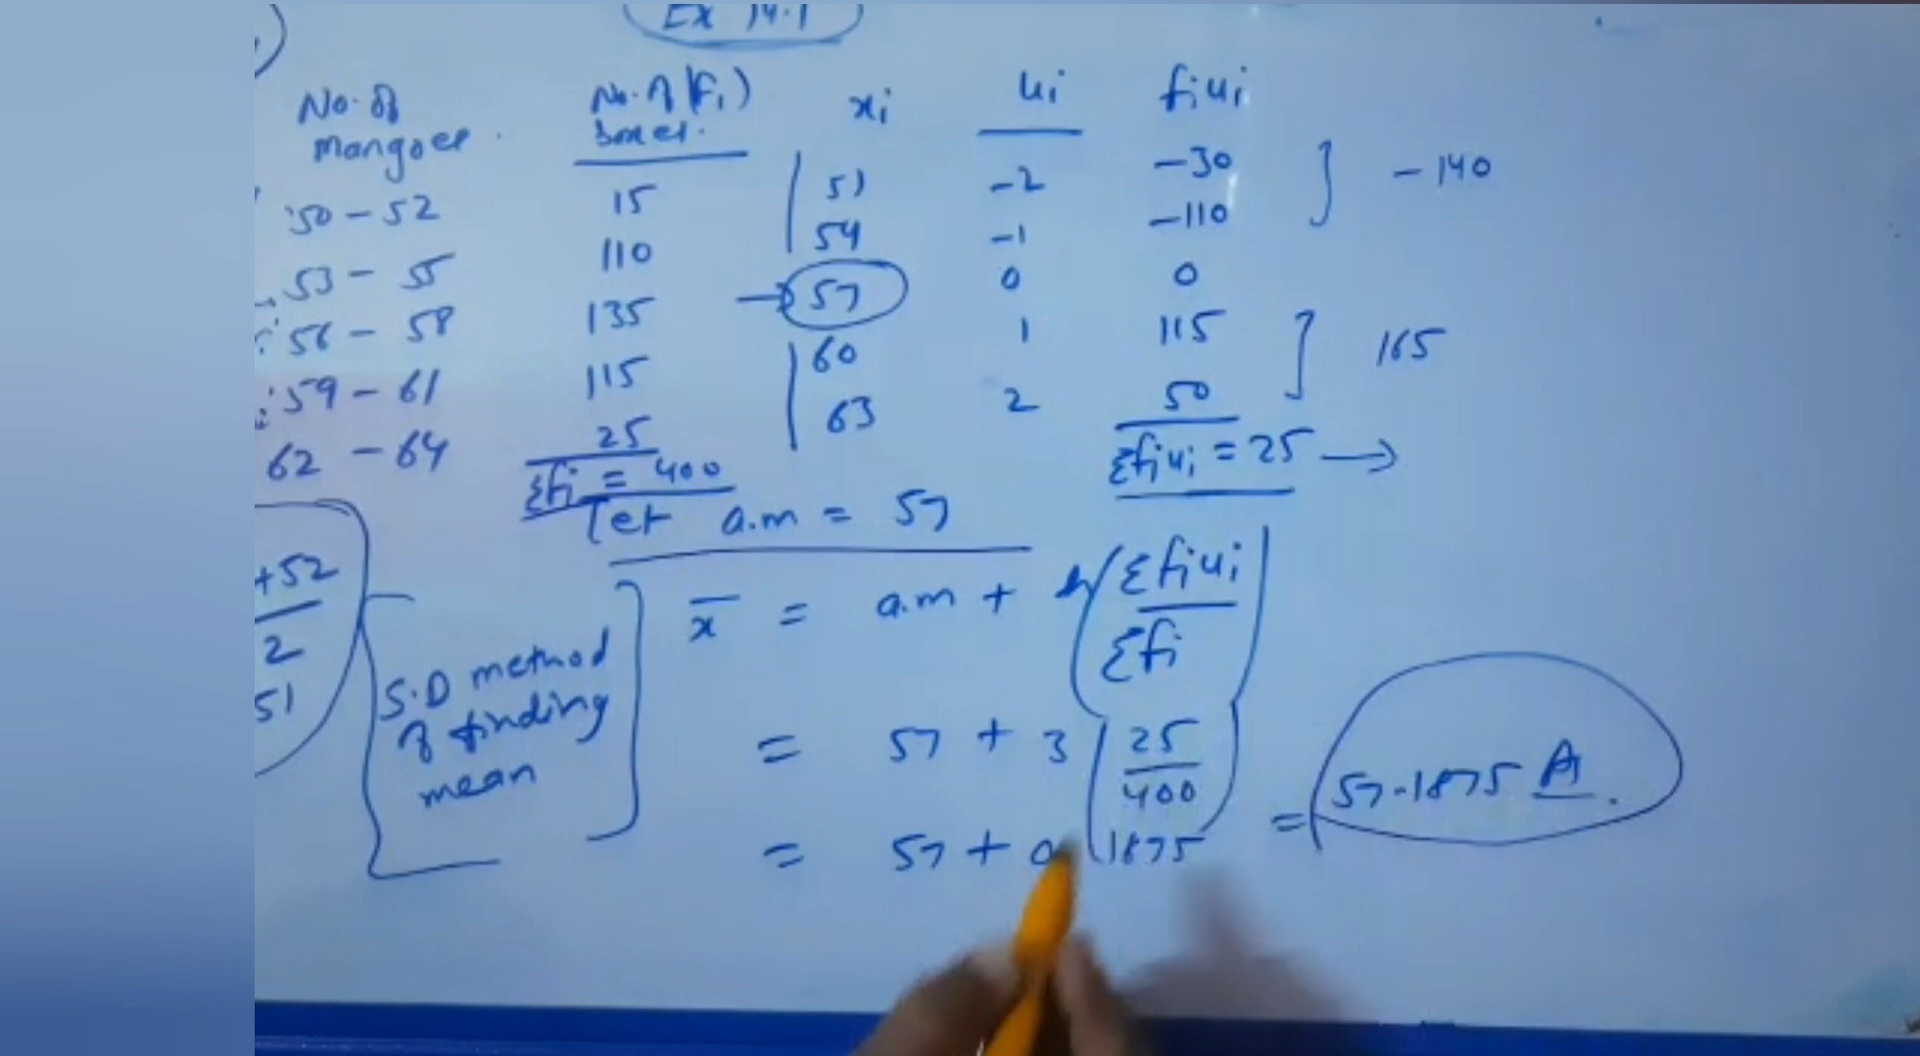 Ex 14.1
No. of mangoes
No. of (fi) boxes.
xi
ui
fiui
50 - 52 15 51 -2 -30
53 - 55 110 54 -1 -110
-140
56 - 58 135 → 57 0 0
59 - 61 115 60 1 115
62 - 64 25 63 2 50
165
Σfi = 400
Σfiui = 25 →
Let a.m = 57
+52
2
51
S.D method
of finding
mean
x̄ = a.m + h (Σfiui / Σfi)
= 57 + 3 (25 / 400)
= 57 + 0 1875
= 57.1875 A.